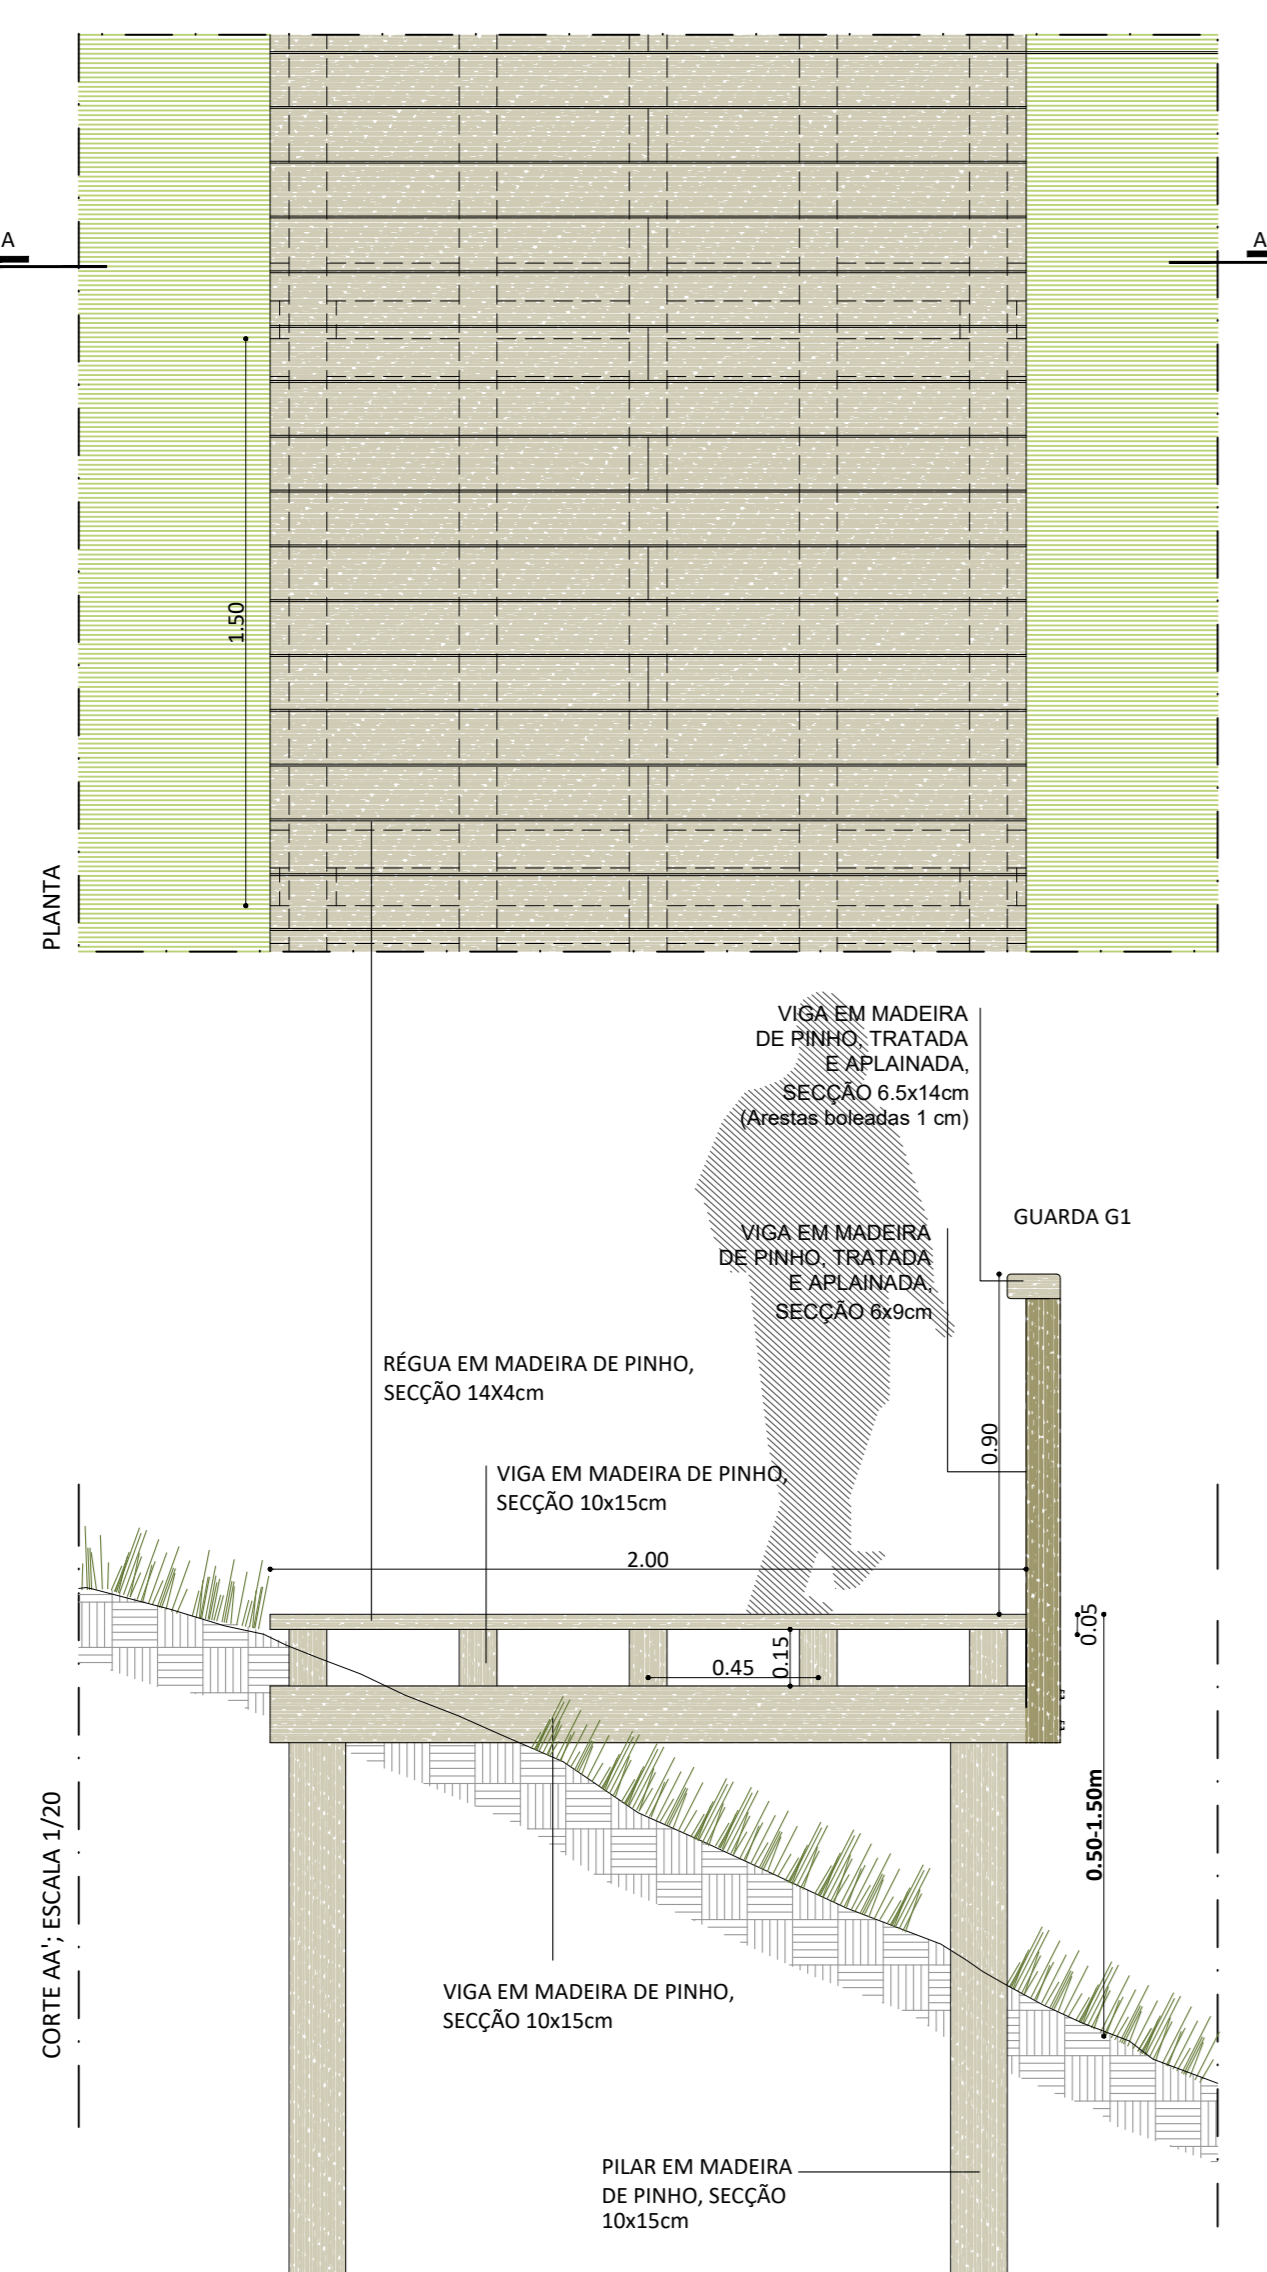 A
A
1.50
PLANTA
VIGA EM MADEIRA
DE PINHO, TRATADA
E APLAINADA,
SECÇÃO 6.5x14cm
(Arestas boleadas 1 cm)
GUARDA G1
VIGA EM MADEIRA
DE PINHO, TRATADA
E APLAINADA,
SECÇÃO 6x9cm
RÉGUA EM MADEIRA DE PINHO,
SECÇÃO 14X4cm
0.90
VIGA EM MADEIRA DE PINHO,
SECÇÃO 10x15cm
2.00
0.05
0.15
0.45
0.50-1.50m
CORTE AA'; ESCALA 1/20
VIGA EM MADEIRA DE PINHO,
SECÇÃO 10x15cm
PILAR EM MADEIRA
DE PINHO, SECÇÃO
10x15cm